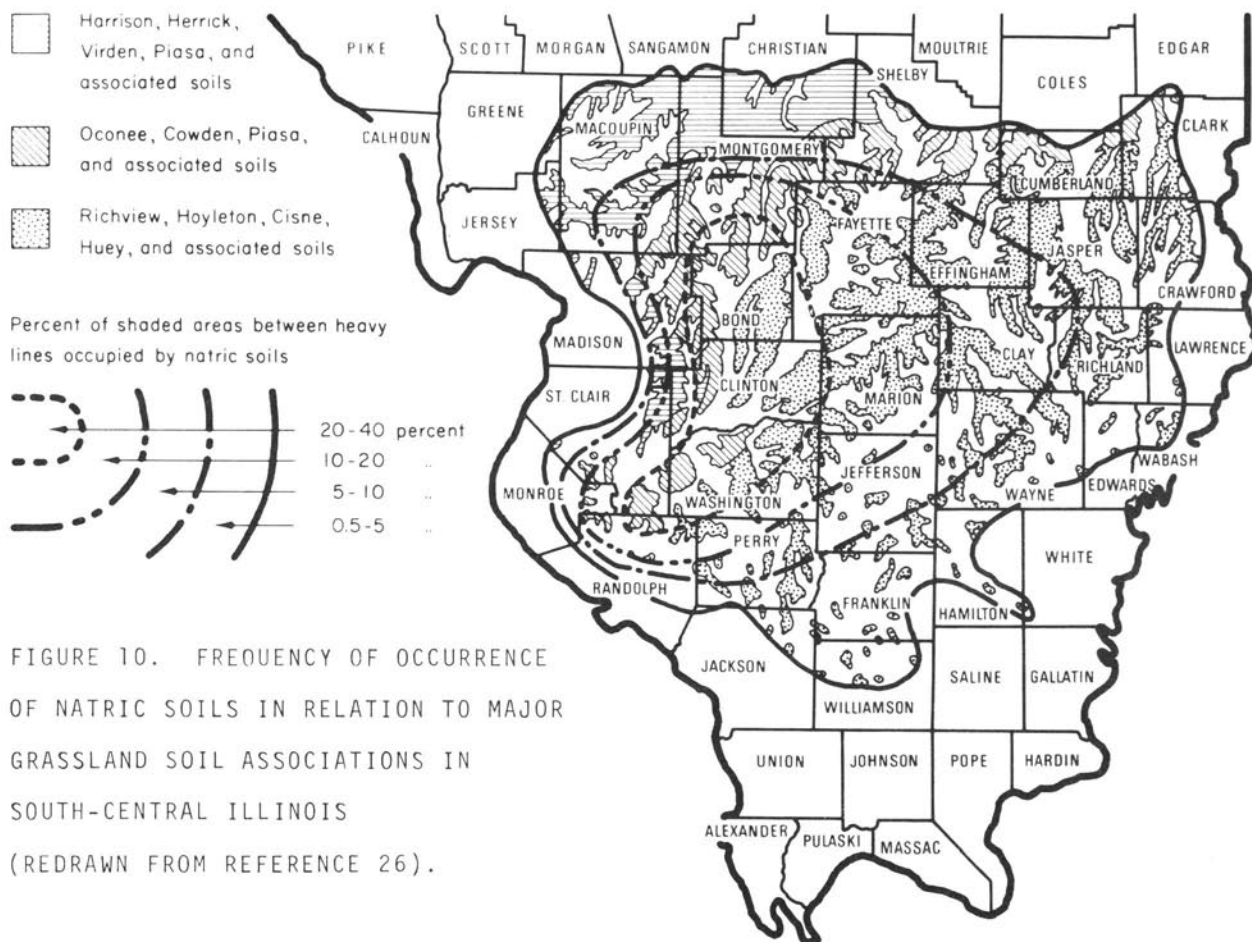 Harrison, Herrick,
Virden, Piasa, and
associated soils
Oconee, Cowden, Piasa,
and associated soils
Richview, Hoyleton, Cisne,
Huey, and associated soils
Percent of shaded areas between heavy
lines occupied by natric soils
20-40 percent
10-20 "
5-10 "
0.5-5 "
PIKE
SCOTT
MORGAN
SANGAMON
CHRISTIAN
MOULTRIE
EDGAR
SHELBY
COLES
GREENE
CALHOUN
MACOUPIN
MONTGOMERY
CLARK
CUMBERLAND
JERSEY
FAYETTE
JASPER
EFFINGHAM
CRAWFORD
BOND
MADISON
CLAY
RICHLAND
LAWRENCE
ST. CLAIR
CLINTON
MARION
MONROE
WASHINGTON
JEFFERSON
WAYNE
EDWARDS
WABASH
PERRY
WHITE
RANDOLPH
FRANKLIN
HAMILTON
JACKSON
SALINE
GALLATIN
WILLIAMSON
UNION
JOHNSON
POPE
HARDIN
ALEXANDER
PULASKI
MASSAC
FIGURE 10. FREQUENCY OF OCCURRENCE
OF NATRIC SOILS IN RELATION TO MAJOR
GRASSLAND SOIL ASSOCIATIONS IN
SOUTH-CENTRAL ILLINOIS
(REDRAWN FROM REFERENCE 26).